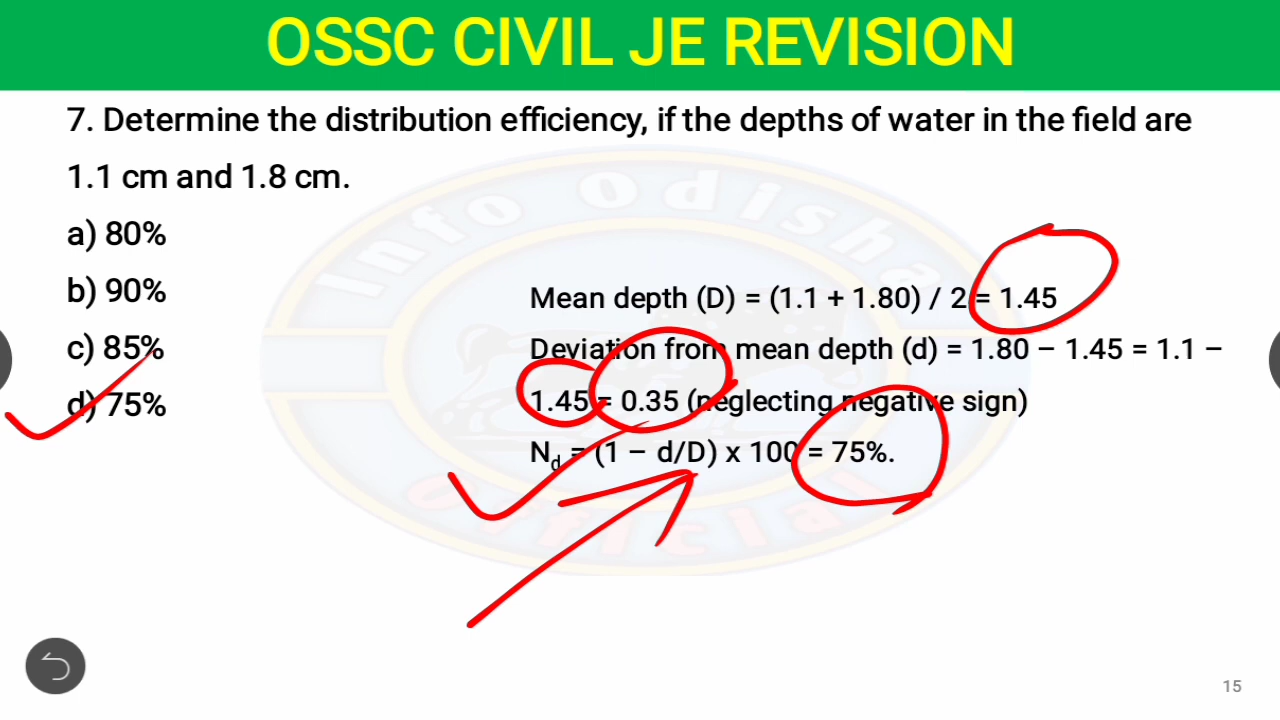 OSSC CIVIL JE REVISION
7. Determine the distribution efficiency, if the depths of water in the field are
1.1 cm and 1.8 cm.
a) 80%
b) 90%
c) 85%
d) 75%
Mean depth (D) = (1.1 + 1.80) / 2 = 1.45
Deviation from mean depth (d) = 1.80 – 1.45 = 1.1 –
1.45 = 0.35 (neglecting negative sign)
Nd = (1 – d/D) x 100 = 75%.
Info Odisha
Official
15